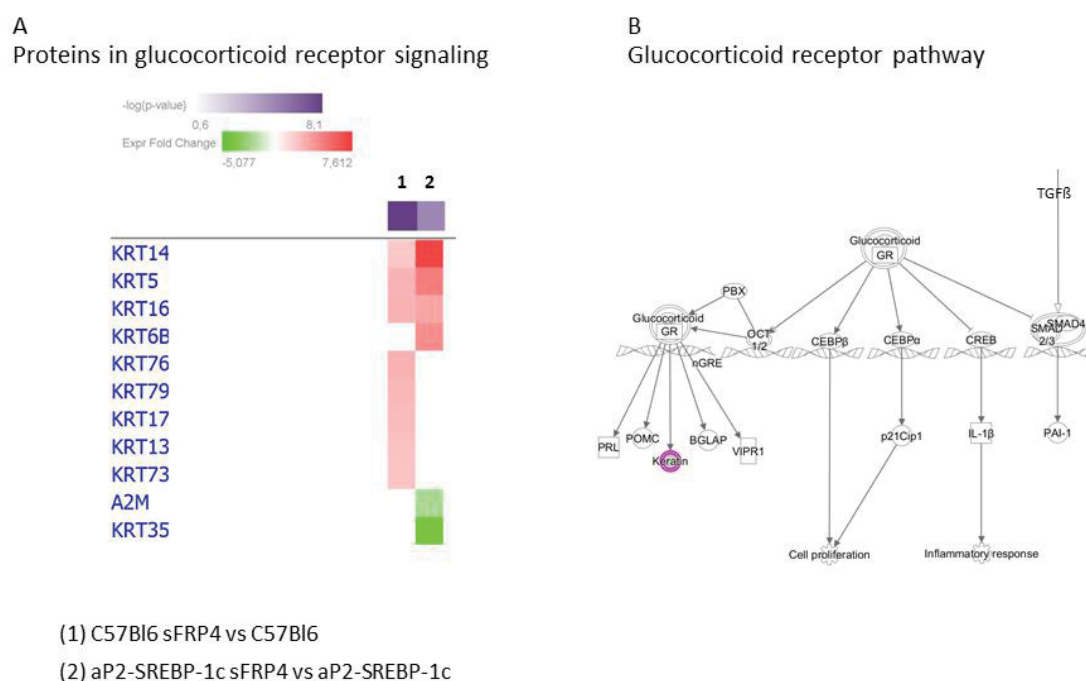 A
Proteins in glucocorticoid receptor signaling
-log(p-value)
0,6 8,1
Expr Fold Change
-5,077 7,612
1 2
KRT14
KRT5
KRT16
KRT6B
KRT76
KRT79
KRT17
KRT13
KRT73
A2M
KRT35
(1) C57Bl6 sFRP4 vs C57Bl6
(2) aP2-SREBP-1c sFRP4 vs aP2-SREBP-1c
B
Glucocorticoid receptor pathway
TGFß
Glucocorticoid
GR
PBX
Glucocorticoid
GR
OCT
1/2
CEBPβ
CEBPα
CREB
SMAD
2/3
SMAD4
nGRE
PRL
POMC
Keratin
BGLAP
VIPR1
p21Cip1
IL-1β
PAI-1
Cell proliferation
Inflammatory response